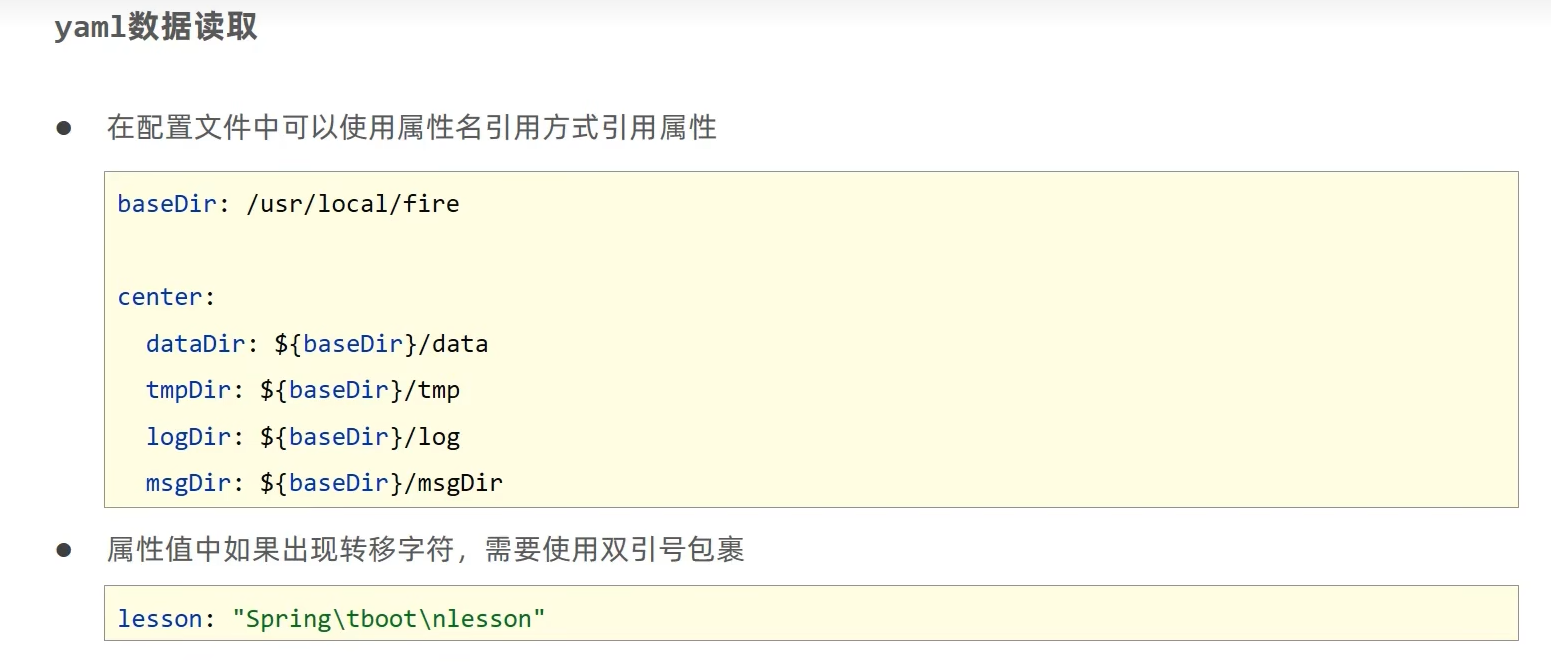 yaml数据读取
● 在配置文件中可以使用属性名引用方式引用属性
baseDir: /usr/local/fire
center:
  dataDir: ${baseDir}/data
  tmpDir: ${baseDir}/tmp
  logDir: ${baseDir}/log
  msgDir: ${baseDir}/msgDir
● 属性值中如果出现转移字符，需要使用双引号包裹
lesson: "Spring\tboot\nlesson"